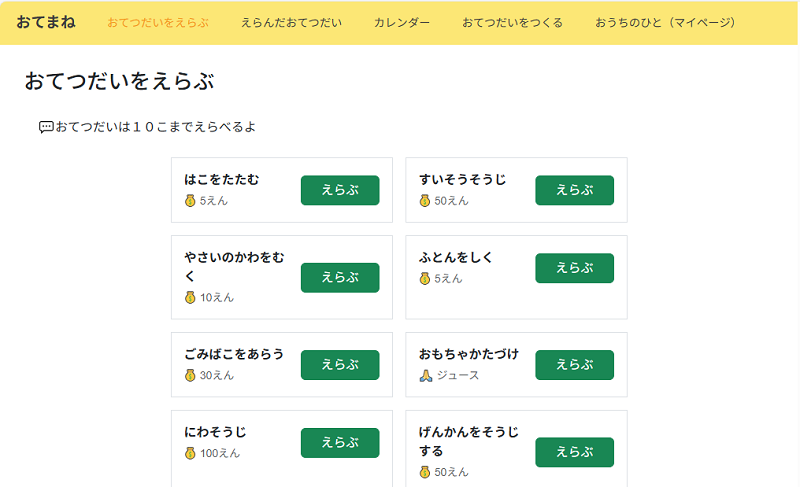 おてまね おてつだいをえらぶ えらんだおてつだい カレンダー おてつだいをつくる おうちのひと（マイページ）
おてつだいをえらぶ
おてつだいは１０こまでえらべるよ
はこをたたむ
5えん
えらぶ
すいそうそうじ
50えん
えらぶ
やさいのかわをむ
く
10えん
えらぶ
ふとんをしく
5えん
えらぶ
ごみばこをあらう
30えん
えらぶ
おもちゃかたづけ
ジュース
えらぶ
にわそうじ
100えん
えらぶ
げんかんをそうじ
する
50えん
えらぶ